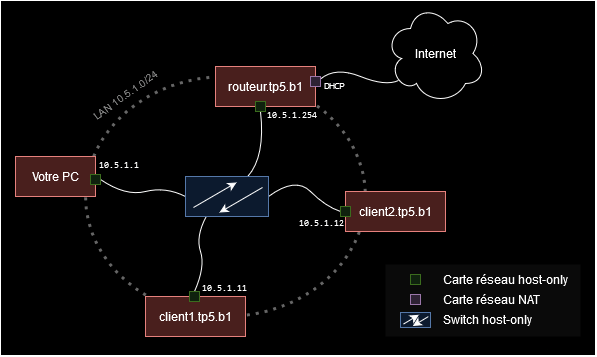 Internet
LAN 10.5.1.0/24
routeur.tp5.b1
DHCP
10.5.1.254
10.5.1.1
Votre PC
10.5.1.12
client2.tp5.b1
10.5.1.11
client1.tp5.b1
Carte réseau host-only
Carte réseau NAT
Switch host-only